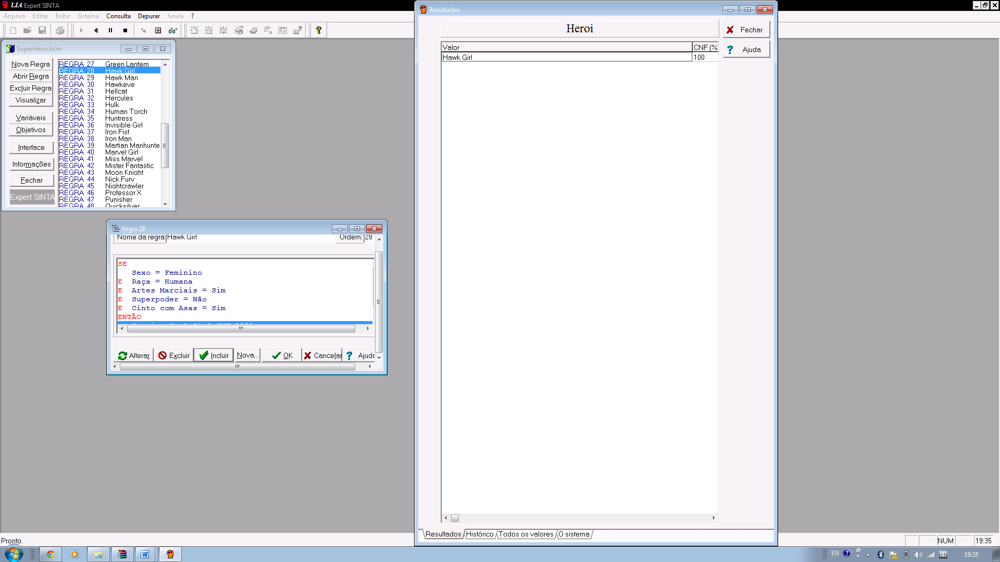 LIA Expert SINTA
Arquivo Editar Exibir Sistema Consulta Depurar Janela ?
SuperHeroi.bcm
Nova Regra
Abrir Regra
Excluir Regra
Visualizar
Variáveis
Objetivos
Interface
Informações
Fechar
Expert SINTA
REGRA 27 Green Lantern
REGRA 28 Hawk Girl
REGRA 29 Hawk Man
REGRA 30 Hawkeye
REGRA 31 Hellcat
REGRA 32 Hercules
REGRA 33 Hulk
REGRA 34 Human Torch
REGRA 35 Huntress
REGRA 36 Invisible Girl
REGRA 37 Iron Fist
REGRA 38 Iron Man
REGRA 39 Martian Manhunte
REGRA 40 Marvel Girl
REGRA 41 Miss Marvel
REGRA 42 Mister Fantastic
REGRA 43 Moon Knight
REGRA 44 Nick Fury
REGRA 45 Nightcrawler
REGRA 46 Professor X
REGRA 47 Punisher
REGRA 48 Quicksilver
Regra 28
Nome da regra: Hawk Girl Ordem: 28
SE
Sexo = Feminino
E Raça = Humana
E Artes Marciais = Sim
E Superpoder = Não
E Cinto com Asas = Sim
ENTÃO
Alterar Excluir Incluir Nova... OK Cancelar Ajuda
Resultados
Heroi
Fechar
Ajuda
Valor CNF (%
Hawk Girl 100
Resultados Histórico Todos os valores O sistema
Pronto. NUM 19:35
EN 19:35